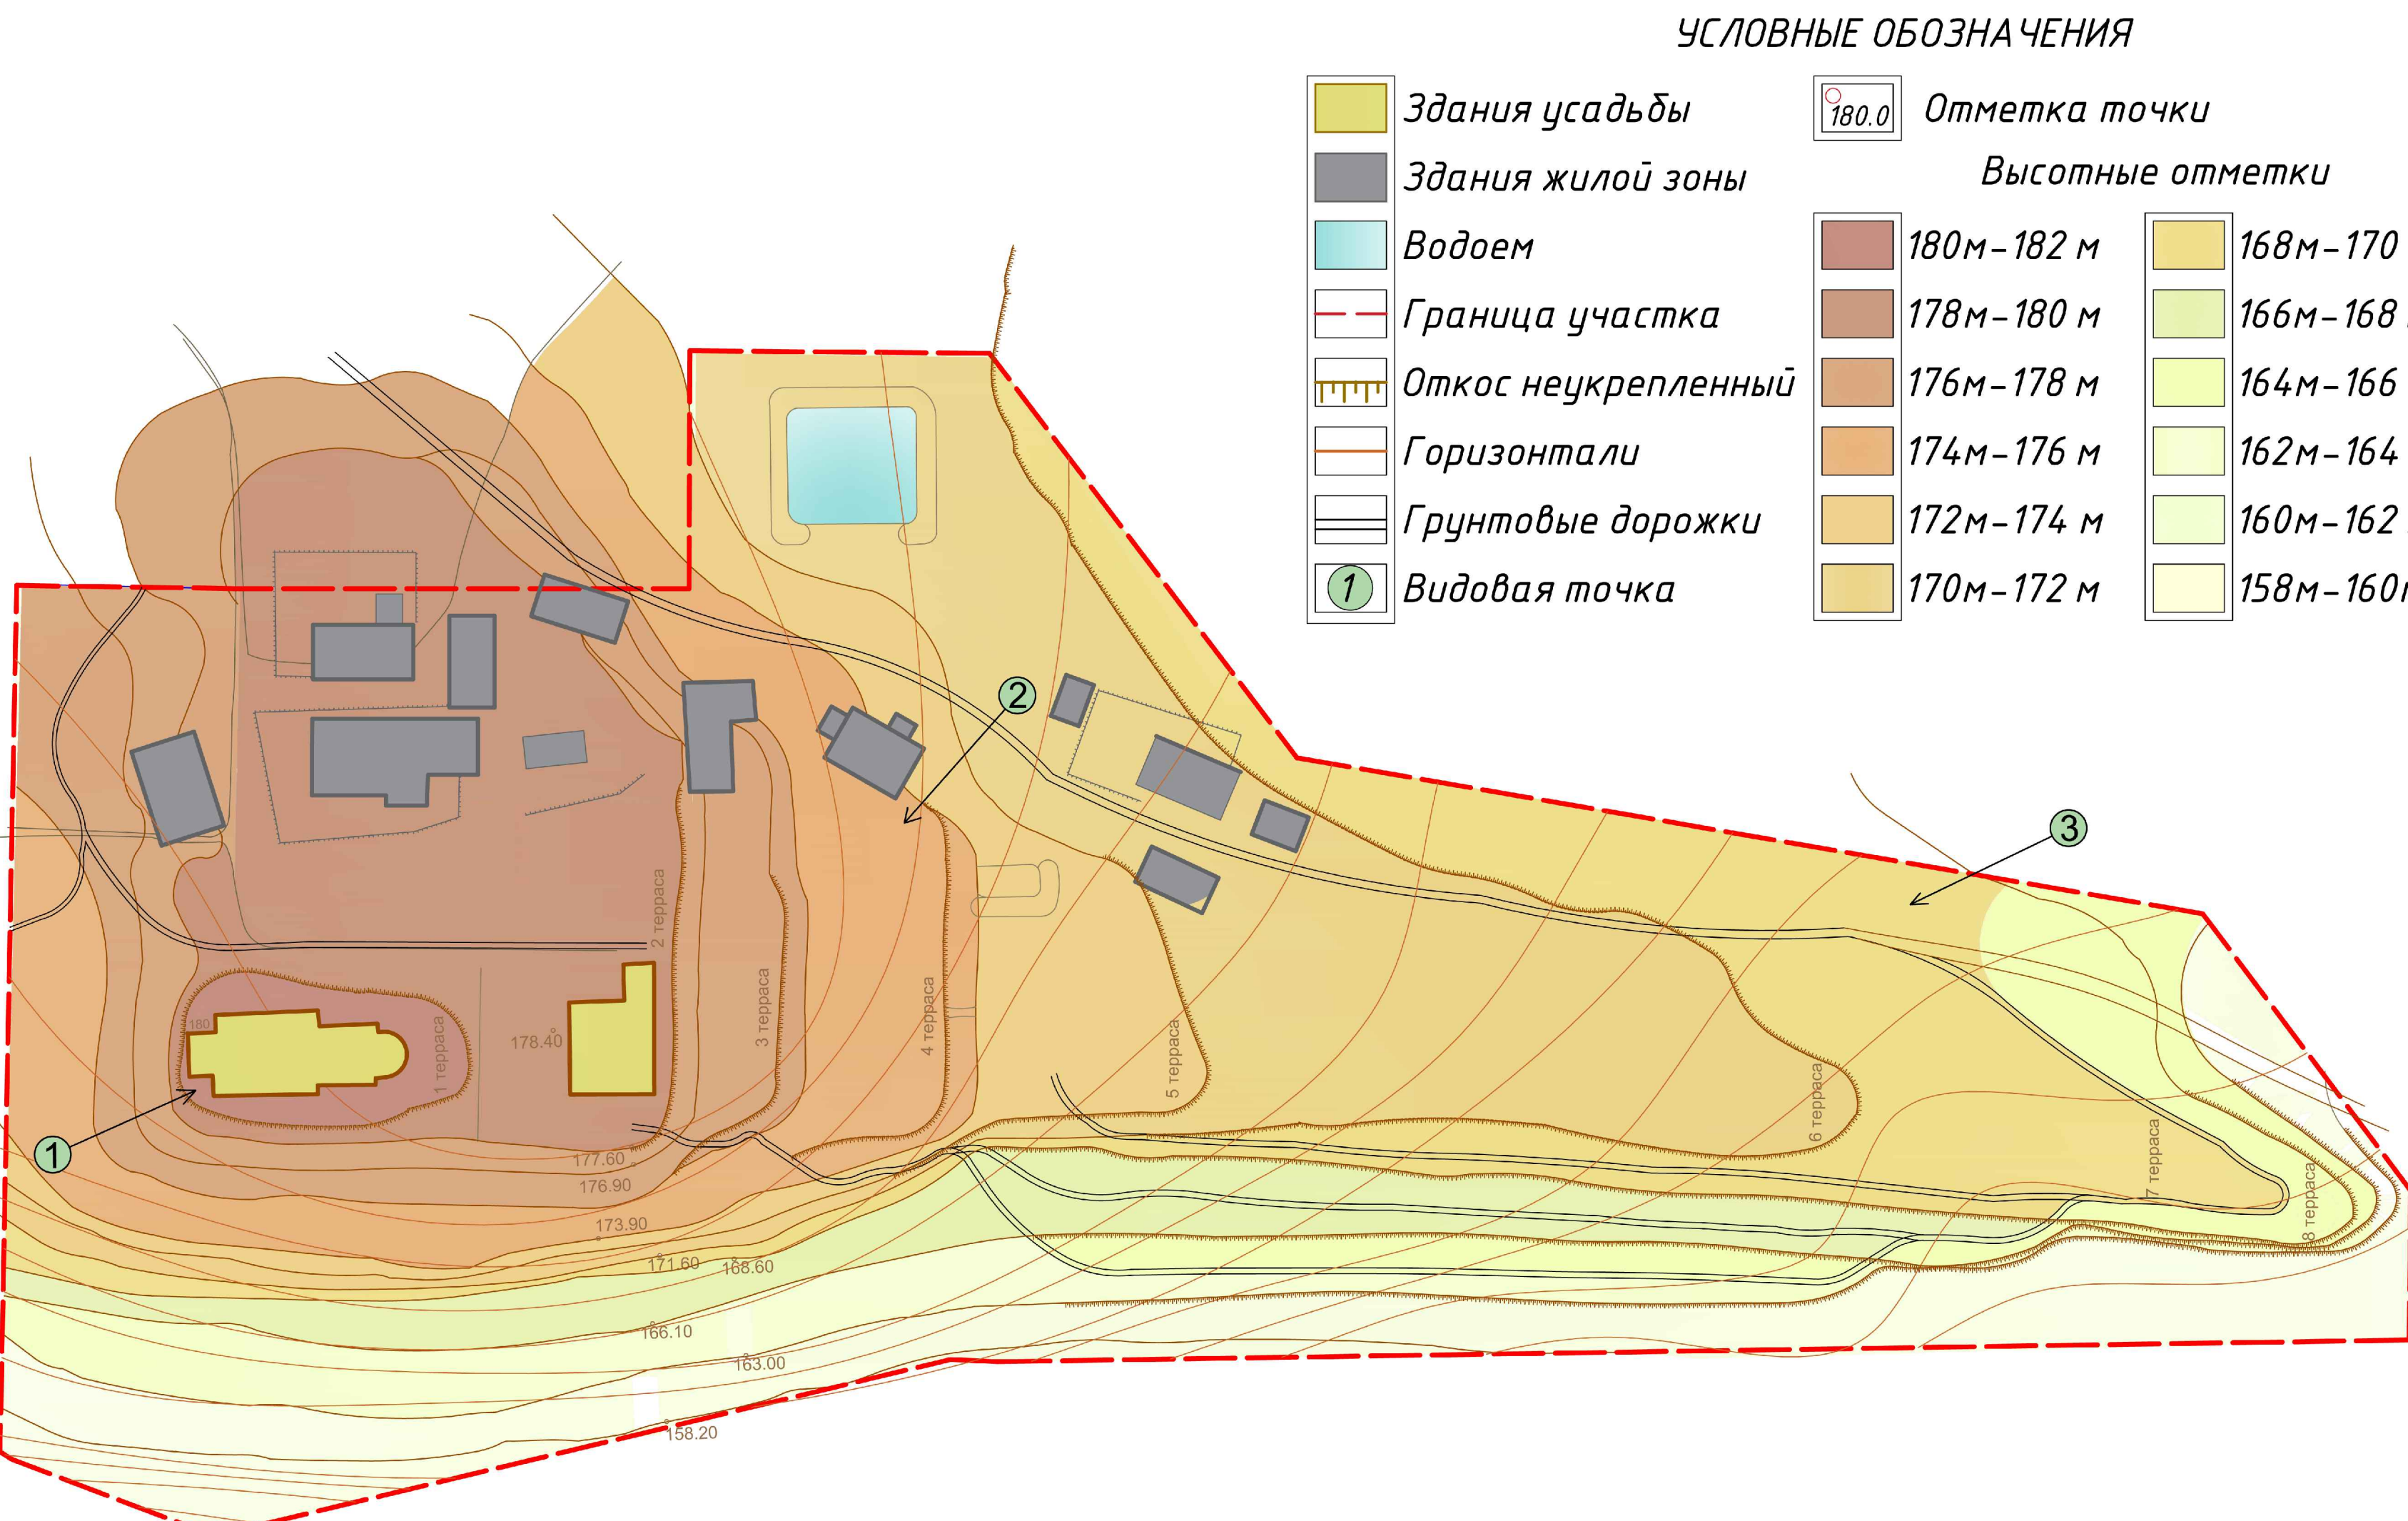 УСЛОВНЫЕ ОБОЗНАЧЕНИЯ
Здания усадьбы
Здания жилой зоны
Водоем
Граница участка
Откос неукрепленный
Горизонтали
Грунтовые дорожки
1 Видовая точка
180.0 Отметка точки
Высотные отметки
180м-182 м
178м-180 м
176м-178 м
174м-176 м
172м-174 м
170м-172 м
168м-170
166м-168
164м-166
162м-164
160м-162
158м-160м
2
3
1
2 терраса
3 терраса
4 терраса
1 терраса
5 терраса
6 терраса
7 терраса
8 терраса
180
178.40
177.60
176.90
173.90
171.60
168.60
166.10
163.00
158.20